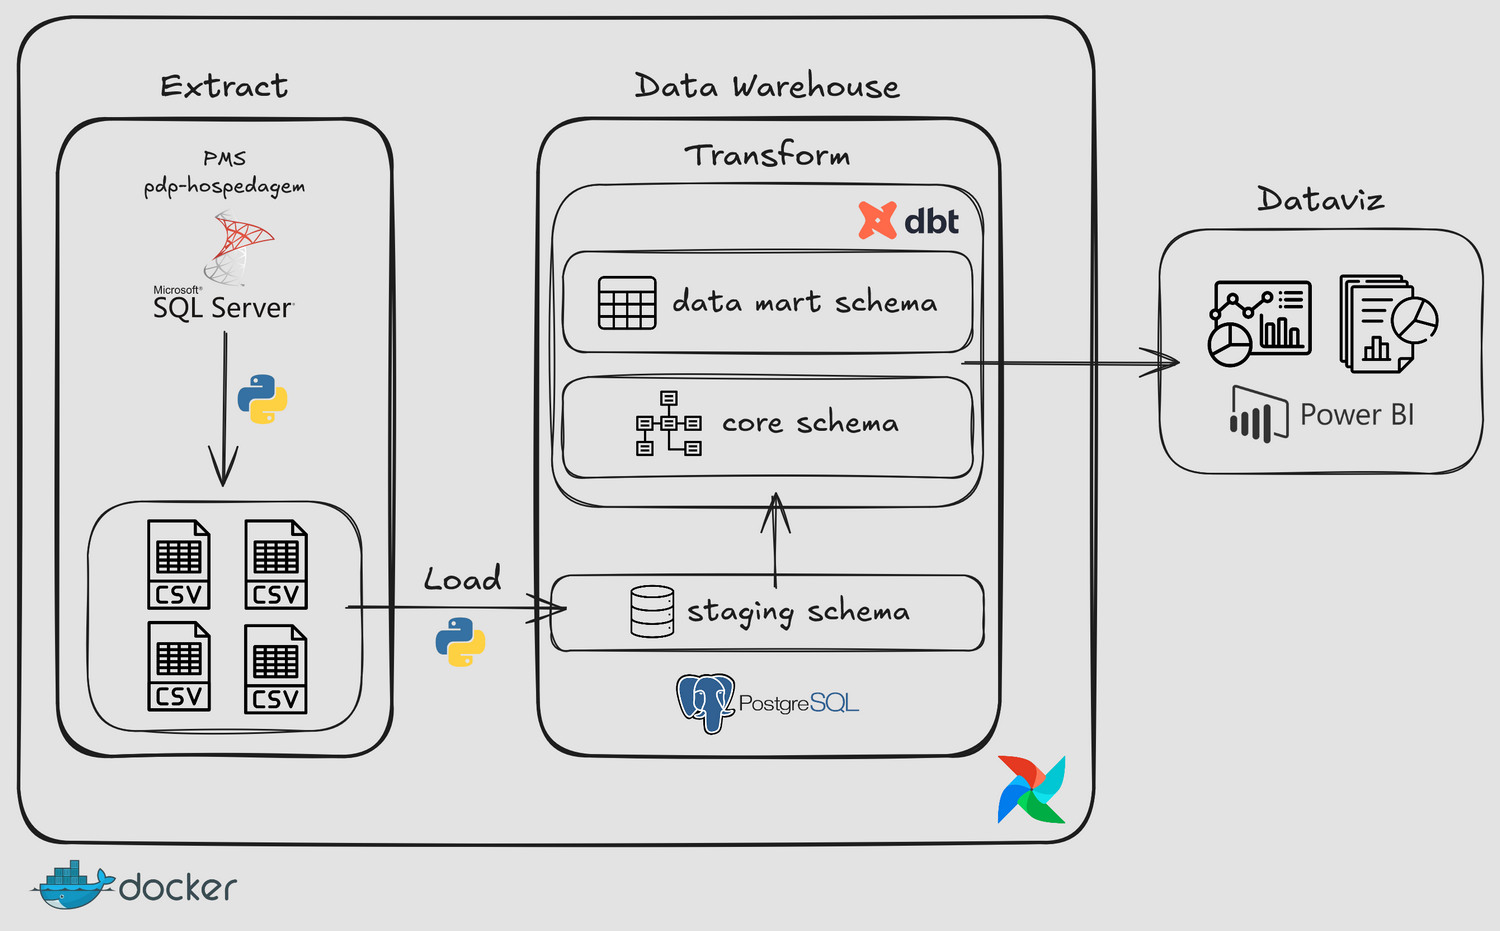 Extract
PMS
pdp-hospedagem
Microsoft®
SQL Server
CSV
CSV
CSV
CSV
Load
Data Warehouse
Transform
dbt
data mart schema
core schema
staging schema
PostgreSQL
Dataviz
Power BI
docker